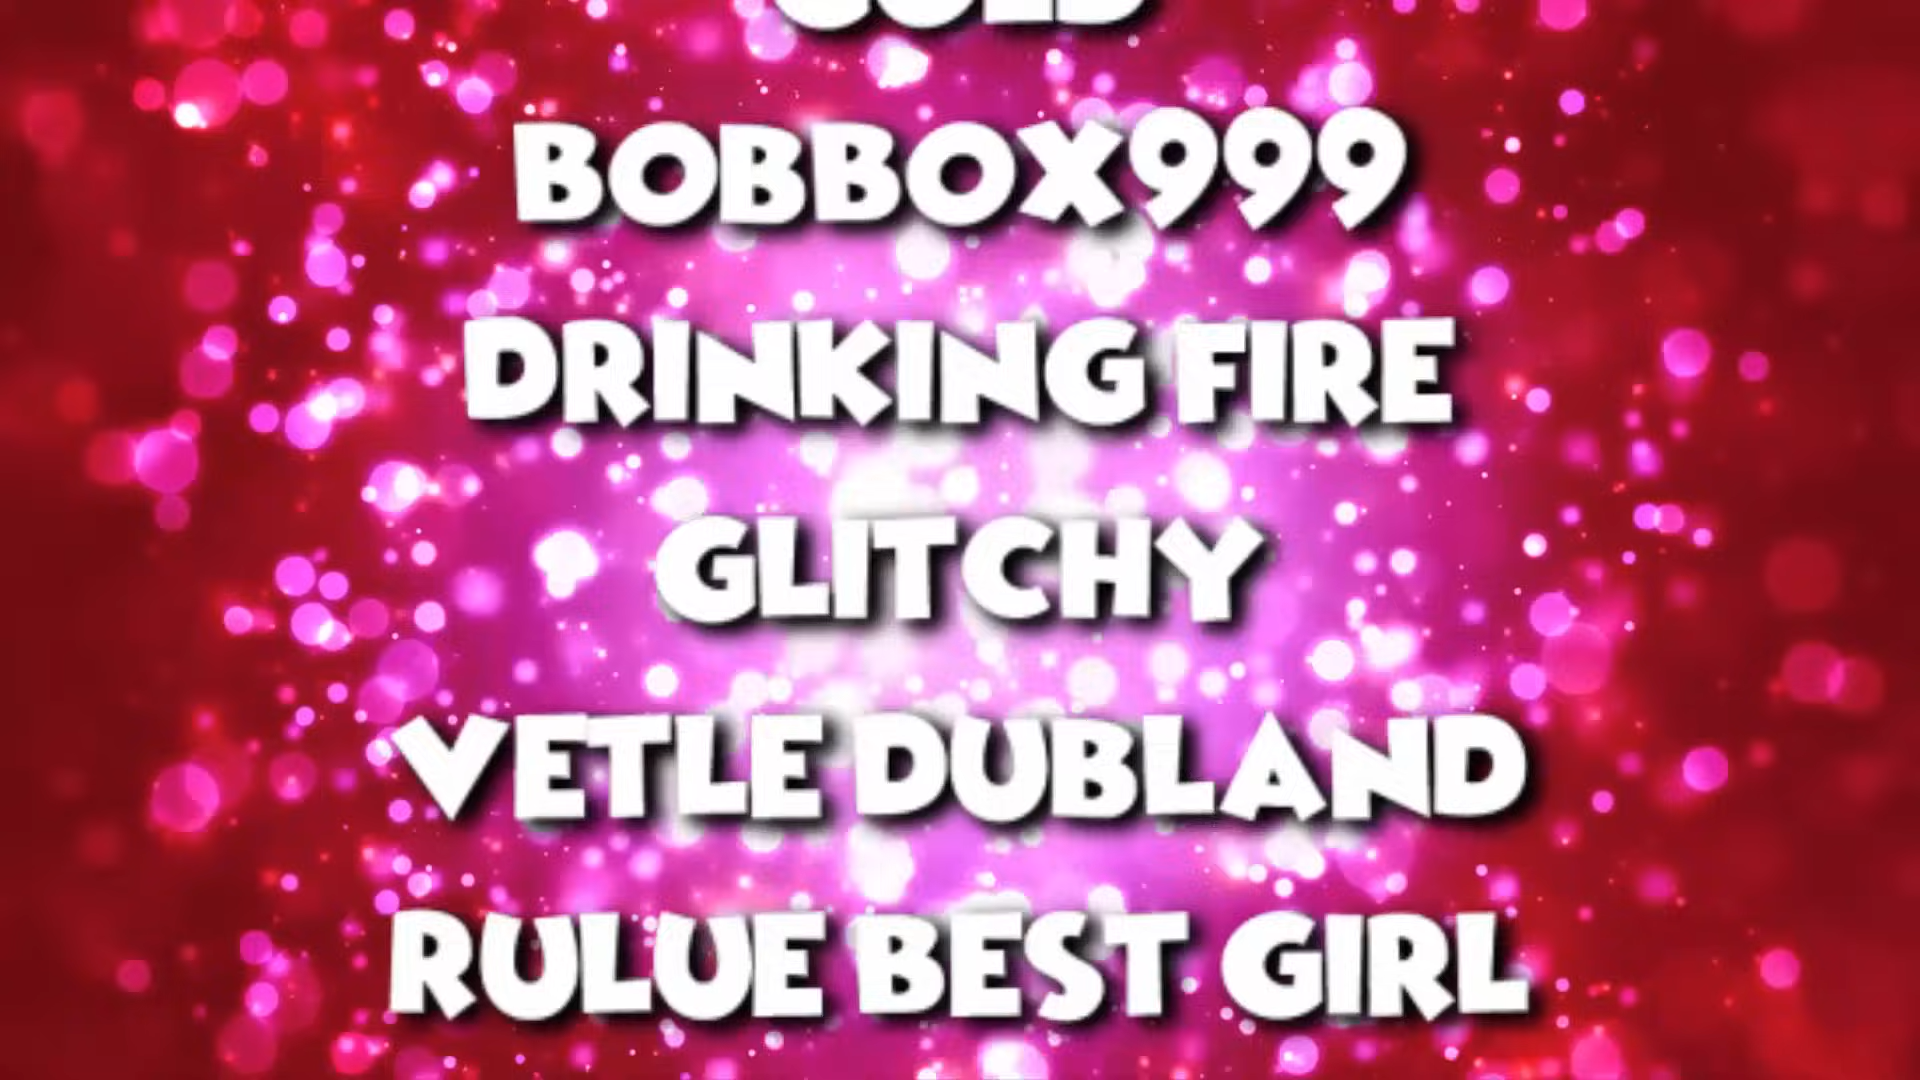 BOBBOX999
DRINKING FIRE
GLITCHY
VETLE DUBLAND
RULUE BEST GIRL